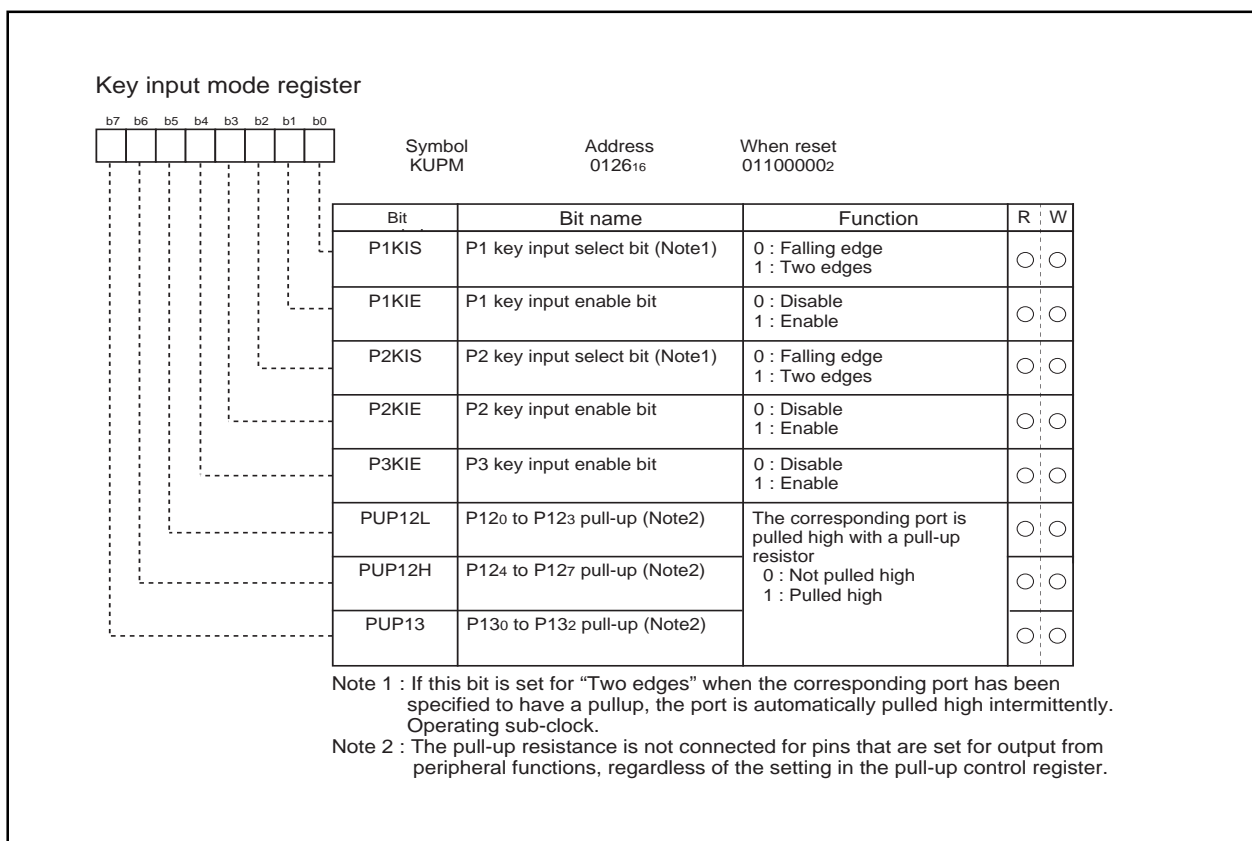 Key input mode register
b7 b6 b5 b4 b3 b2 b1 b0
Symbol Address When reset
KUPM 012616 011000002
Bit Bit name Function R W
P1KIS P1 key input select bit (Note1) 0 : Falling edge
1 : Two edges
P1KIE P1 key input enable bit 0 : Disable
1 : Enable
P2KIS P2 key input select bit (Note1) 0 : Falling edge
1 : Two edges
P2KIE P2 key input enable bit 0 : Disable
1 : Enable
P3KIE P3 key input enable bit 0 : Disable
1 : Enable
PUP12L P120 to P123 pull-up (Note2) The corresponding port is
pulled high with a pull-up
resistor
PUP12H P124 to P127 pull-up (Note2) 0 : Not pulled high
1 : Pulled high
PUP13 P130 to P132 pull-up (Note2)
Note 1 : If this bit is set for “Two edges” when the corresponding port has been
specified to have a pullup, the port is automatically pulled high intermittently.
Operating sub-clock.
Note 2 : The pull-up resistance is not connected for pins that are set for output from
peripheral functions, regardless of the setting in the pull-up control register.